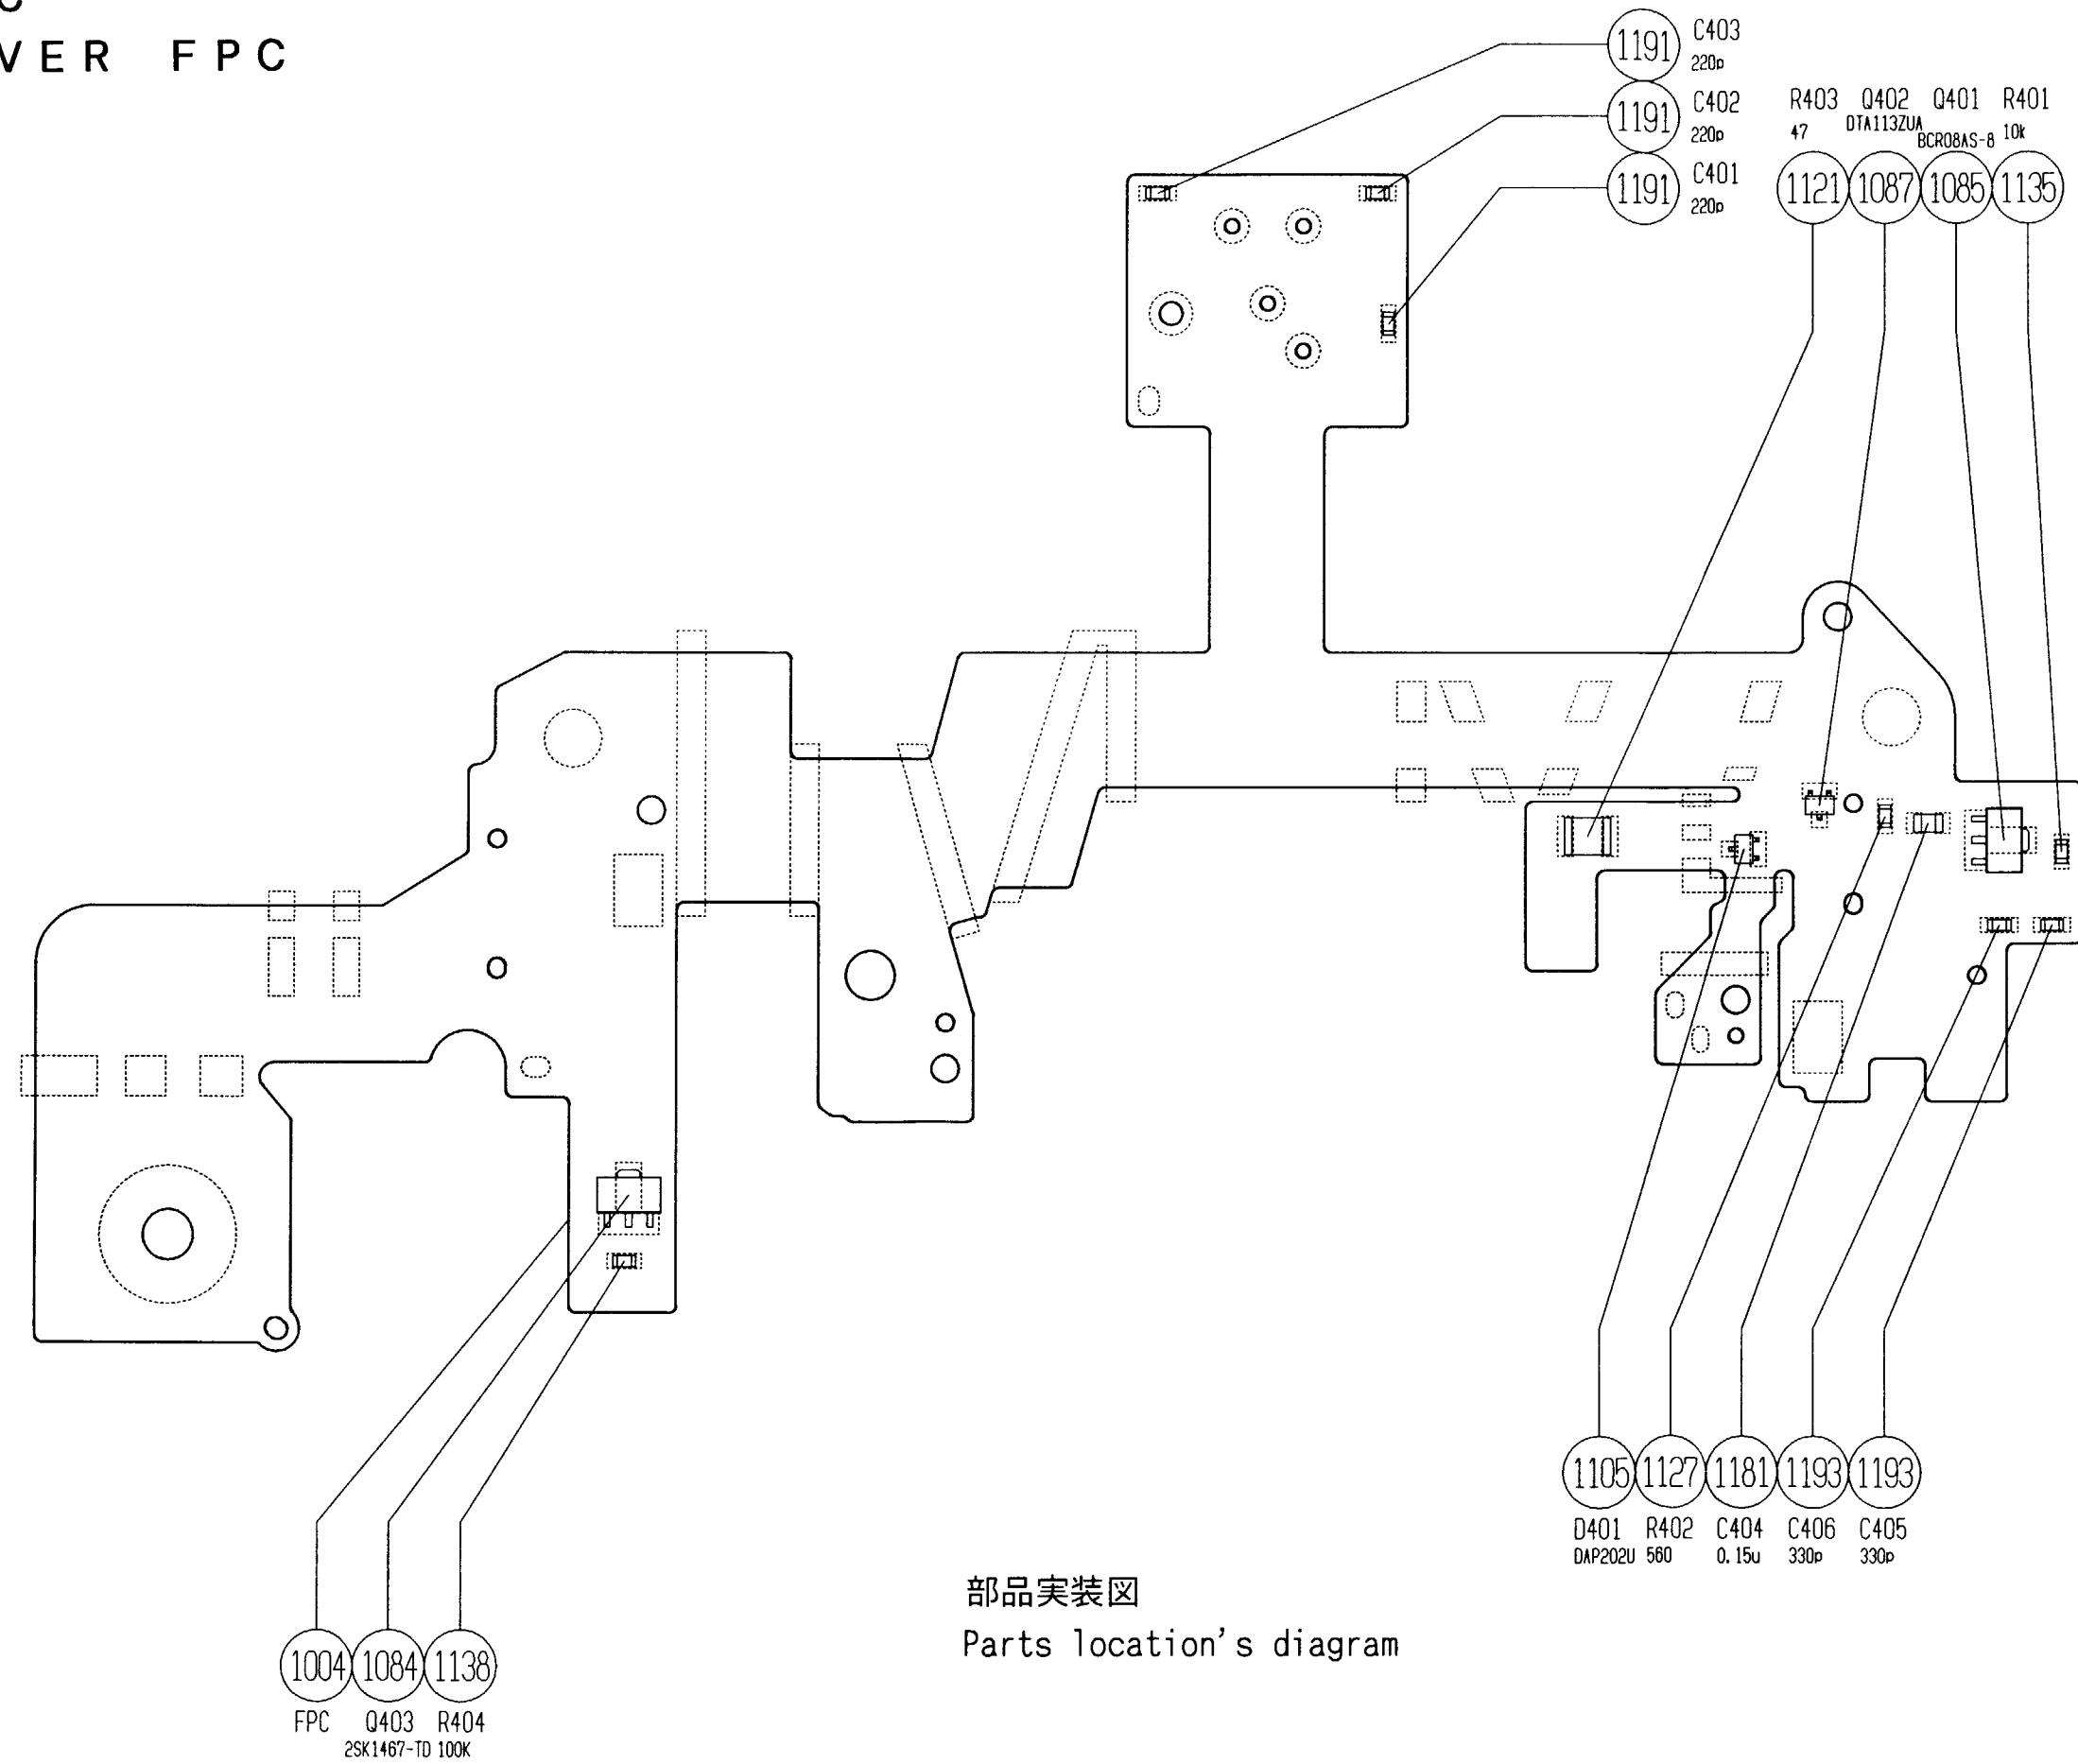 VER FPC
1191 C403
220p
1191 C402
220p
1191 C401
220p
R403 Q402 Q401 R401
47 DTA113ZUA BCR08AS-8 10k
1121 1087 1085 1135
1105 1127 1181 1193 1193
D401 R402 C404 C406 C405
DAP202U 560 0.15u 330p 330p
部品実装図
Parts location's diagram
1004 1084 1138
FPC Q403 R404
2SK1467-TD 100K